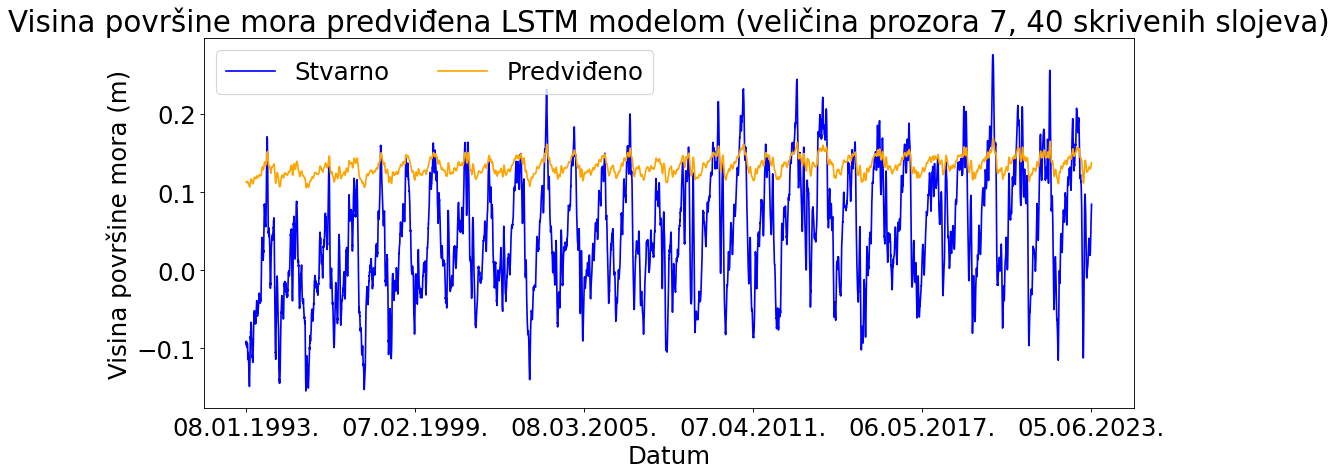 Visina površine mora predviđena LSTM modelom (veličina prozora 7, 40 skrivenih slojeva)
Stvarno
Predviđeno
Visina površine mora (m)
0.2
0.1
0.0
−0.1
08.01.1993.
07.02.1999.
08.03.2005.
07.04.2011.
06.05.2017.
05.06.2023.
Datum